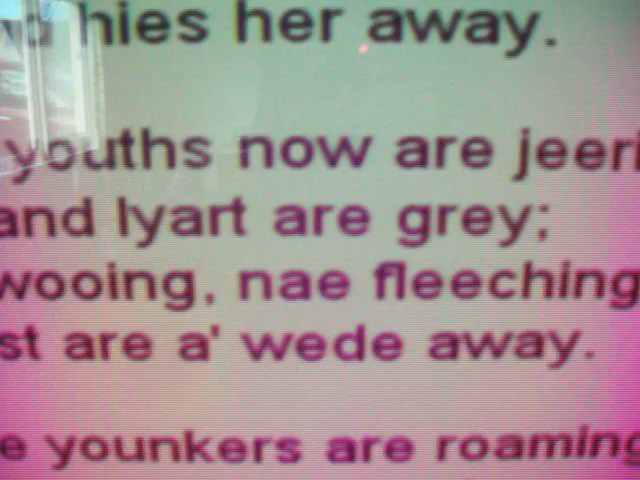 hies her away.
youths now are jeeri
and lyart are grey;
wooing, nae fleeching
st are a' wede away.
e younkers are roaming